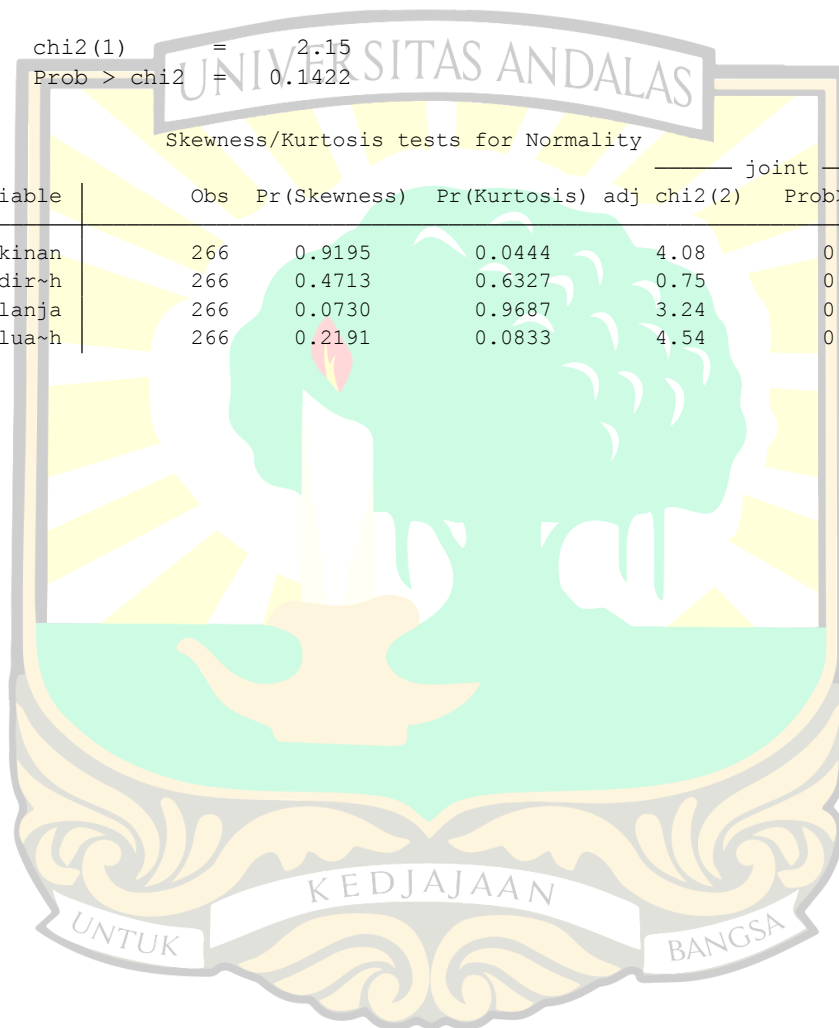 chi2(1) = 2.15
Prob > chi2 = 0.1422
UNIVERSITAS ANDALAS
Skewness/Kurtosis tests for Normality
joint
iable Obs Pr(Skewness) Pr(Kurtosis) adj chi2(2) Prob>
kinan 266 0.9195 0.0444 4.08 0
dir~h 266 0.4713 0.6327 0.75 0
lanja 266 0.0730 0.9687 3.24 0
lua~h 266 0.2191 0.0833 4.54 0
KEDJAJAAN
UNTUK BANGSA